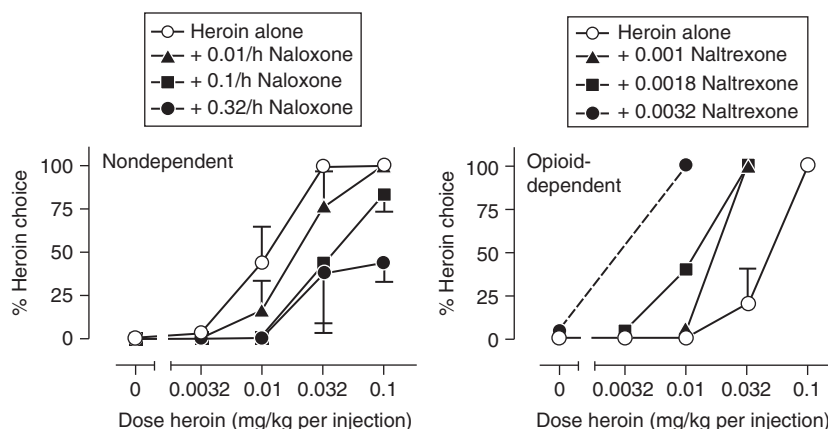 Heroin alone
+ 0.01/h Naloxone
+ 0.1/h Naloxone
+ 0.32/h Naloxone
Nondependent
% Heroin choice
100
75
50
25
0
0 0.0032 0.01 0.032 0.1
Dose heroin (mg/kg per injection)
Heroin alone
+ 0.001 Naltrexone
+ 0.0018 Naltrexone
+ 0.0032 Naltrexone
Opioid-
dependent
% Heroin choice
100
75
50
25
0
0 0.0032 0.01 0.032 0.1
Dose heroin (mg/kg per injection)